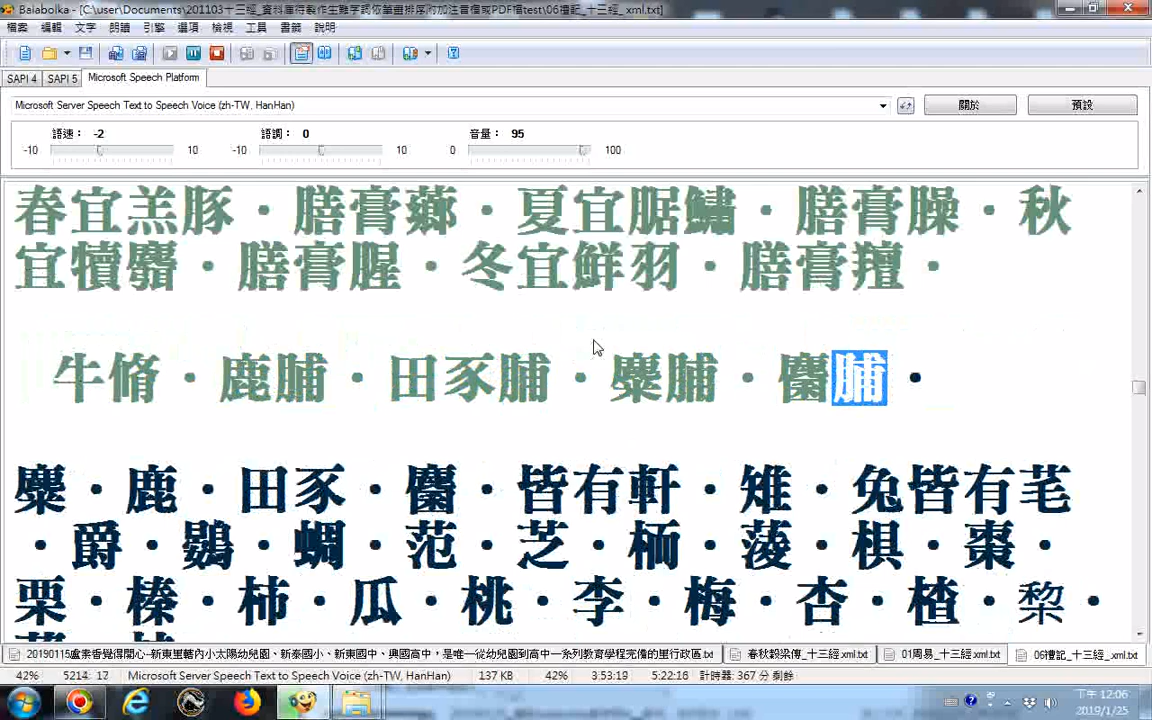 Balabolka - [C:\user\Documents\201103十三經_資料庫待製作生難字詞依筆畫排序附加注音檔或PDF檔test\06禮記_十三經_xml.txt]
檔案 編輯 文字 朗讀 引擎 選項 檢視 工具 書籤 說明
SAPI 4 SAPI 5 Microsoft Speech Platform
Microsoft Server Speech Text to Speech Voice (zh-TW, HanHan) 關於 預設
語速： -2 語調： 0 音量： 95
-10 10 -10 10 0 100
春宜羔豚．膳膏薌．夏宜腒鱐．膳膏臊．秋
宜犢麛．膳膏腥．冬宜鮮羽．膳膏羶．
牛脩．鹿脯．田豕脯．麋脯．麕脯．
麋．鹿．田豕．麕．皆有軒．雉．兔皆有芼
．爵．鷃．蜩．范．芝．栭．蔆．椇．棗．
栗．榛．柿．瓜．桃．李．梅．杏．楂．棃．
20190115盧素香覺得開心--新東里轄內小太陽幼兒園、新泰國小、新東國中、興國高中，是唯一從幼兒園到高中一系列教育學程完備的里行政區.txt 春秋穀梁傳_十三經.txt 01周易_十三經.txt 06禮記_十三經_xml.txt
42% 5214: 17 Microsoft Server Speech Text to Speech Voice (zh-TW, HanHan) 137 KB 42% 3:53:19 5:22:16 計時器: 367 分 剩餘
下午 12:06
2019/1/25